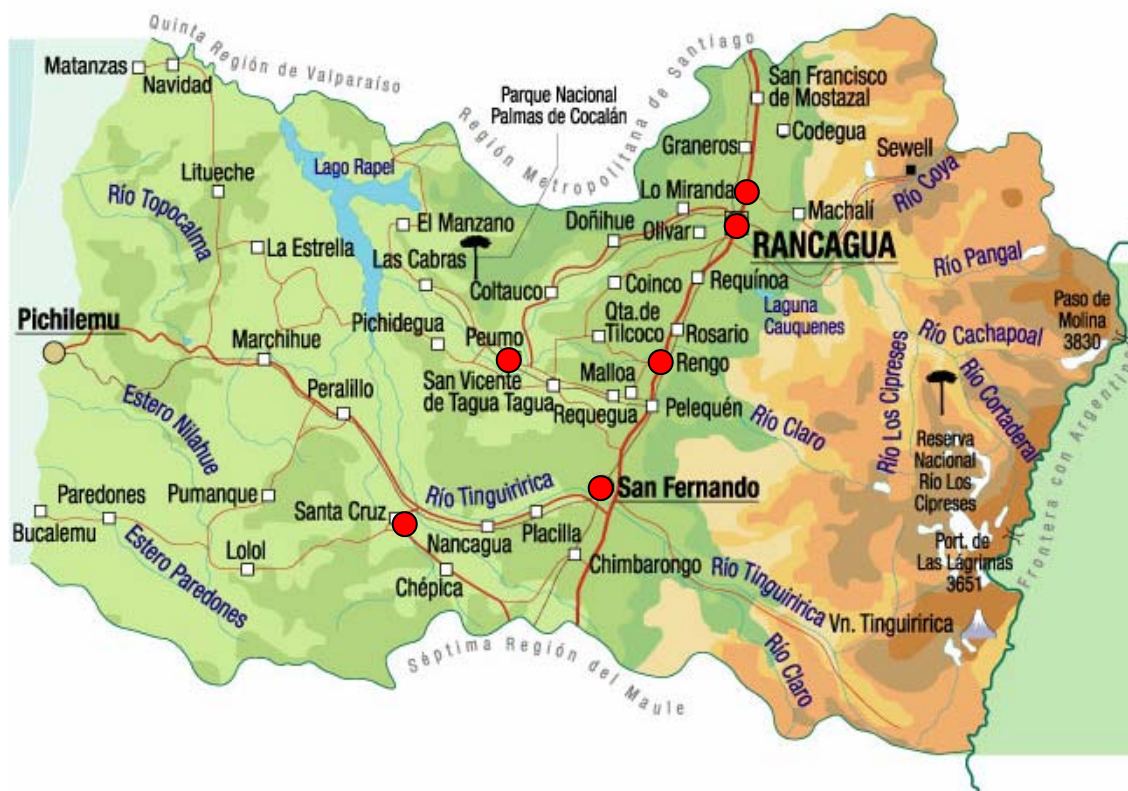 Quinta Región de Valparaíso
Región Metropolitana de Santiago
Matanzas
Navidad
Parque Nacional
Palmas de Cocalán
San Francisco
de Mostazal
Codegua
Graneros
Sewell
Lago Rapel
Litueche
Río Topocalma
Lo Miranda
Río Coya
El Manzano
Doñihue
Olivar
Machalí
RANCAGUA
La Estrella
Las Cabras
Coltauco
Coinco
Requínoa
Río Pangal
Laguna
Cauquenes
Paso de
Molina
3830
Pichilemu
Pichidegua
Peumo
Qta.de
Tilcoco
Rosario
Río Cachapoal
Marchihue
Rengo
San Vicente
de Tagua Tagua
Malloa
Requegua
Pelequén
Peralillo
Río Claro
Río Los Cipreses
Río Cortaderal
Reserva
Nacional
Río Los
Cipreses
Frontera con Argentina
Estero Nilahue
Pumanque
Río Tinguiririca
San Fernando
Paredones
Bucalemu
Santa Cruz
Nancagua
Placilla
Chimbarongo
Estero Paredones
Lolol
Chépica
Port. de
Las Lágrimas
3651
Río Tinguiririca
Vn. Tinguiririca
Río Claro
Séptima Región del Maule